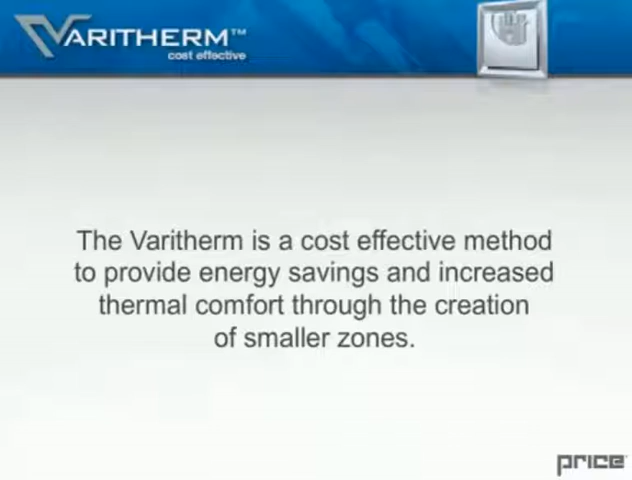 VARITHERM™
cost effective
The Varitherm is a cost effective method
to provide energy savings and increased
thermal comfort through the creation
of smaller zones.
price